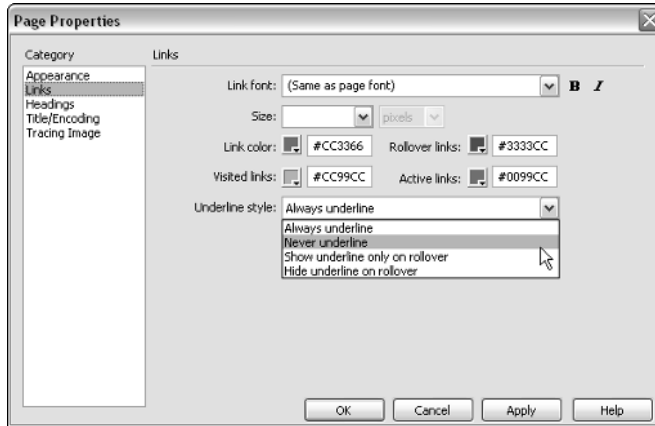 Page Properties
Category
Links
Appearance
Links
Headings
Title/Encoding
Tracing Image
Link font: (Same as page font) B I
Size: pixels
Link color: #CC3366 Rollover links: #3333CC
Visited links: #CC99CC Active links: #0099CC
Underline style: Always underline
Always underline
Never underline
Show underline only on rollover
Hide underline on rollover
OK Cancel Apply Help